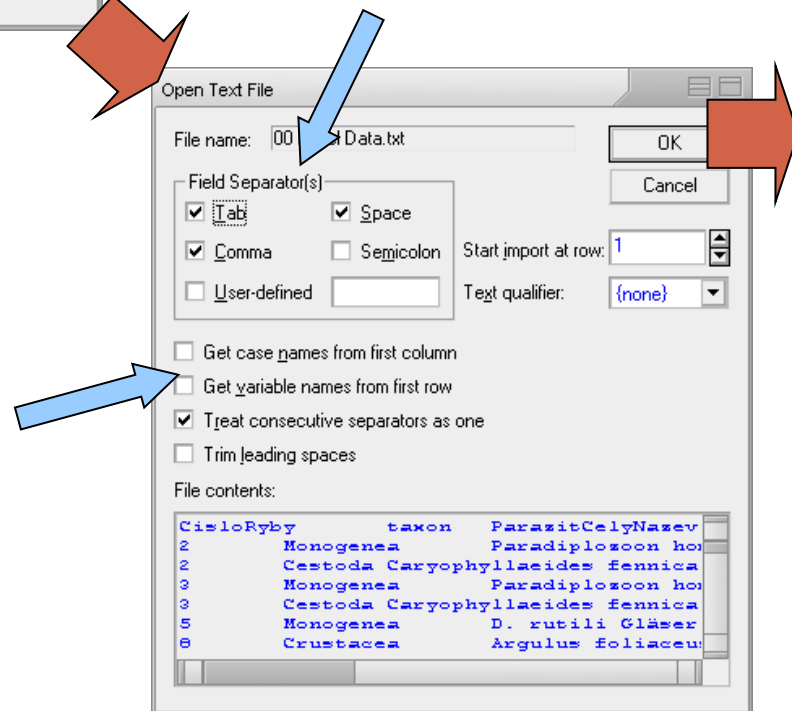 Open Text File
File name: 00 Data.txt
OK
Field Separator(s)
Cancel
Tab Space
Comma Semicolon Start import at row: 1
User-defined Text qualifier: {none}
Get case names from first column
Get variable names from first row
Treat consecutive separators as one
Trim leading spaces
File contents:
CisloRyby taxon ParazitCelyNazev
2 Monogenea Paradiplozoon
2 Cestoda Caryophyllaeides fennica
3 Monogenea Paradiplozoon
3 Cestoda Caryophyllaeides fennica
5 Monogenea D. rutili Gläser
8 Crustacea Argulus foliaceu